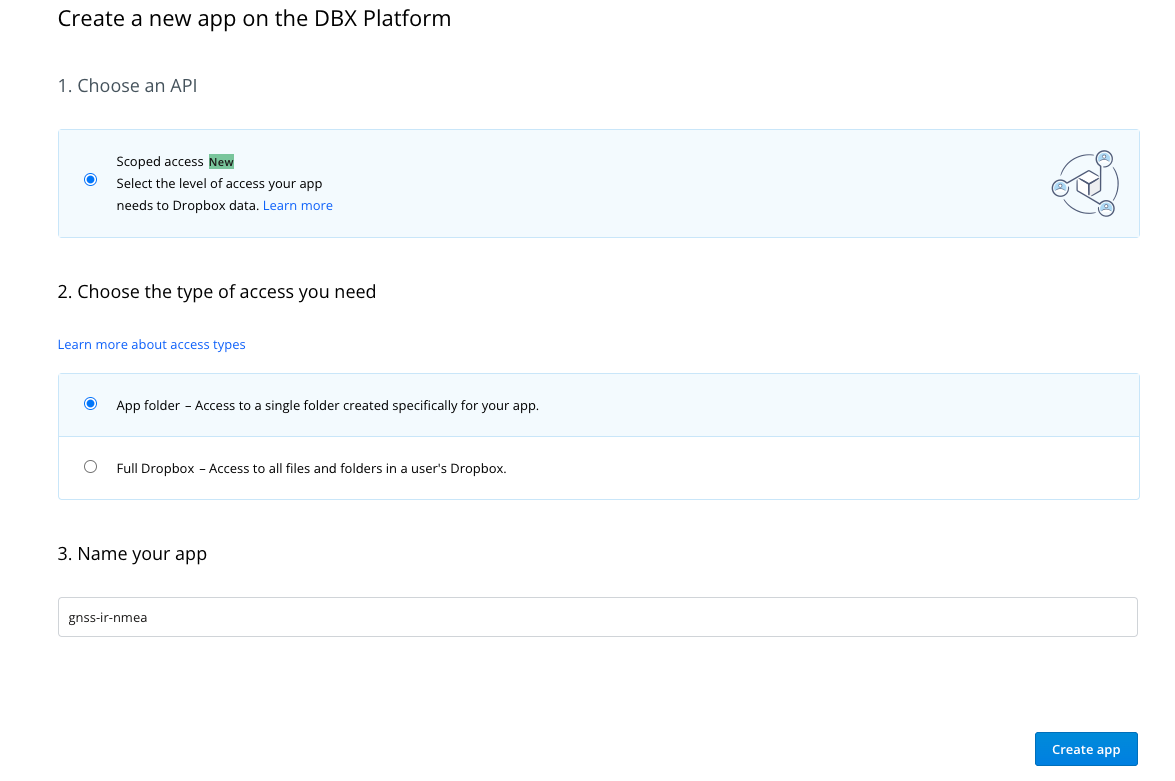 Create a new app on the DBX Platform
1. Choose an API
Scoped access New
Select the level of access your app
needs to Dropbox data. Learn more
2. Choose the type of access you need
Learn more about access types
App folder – Access to a single folder created specifically for your app.
Full Dropbox – Access to all files and folders in a user's Dropbox.
3. Name your app
gnss-ir-nmea
Create app